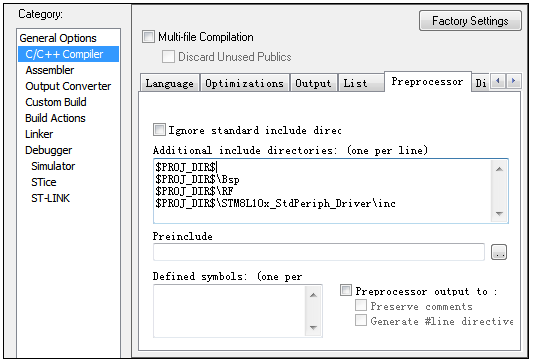 Category:
Factory Settings
General Options
C/C++ Compiler
Assembler
Output Converter
Custom Build
Build Actions
Linker
Debugger
Simulator
STice
ST-LINK
Multi-file Compilation
Discard Unused Publics
Language
Optimizations
Output
List
Preprocessor
Di
Ignore standard include direc
Additional include directories: (one per line)
$PROJ_DIR$
$PROJ_DIR$\Bsp
$PROJ_DIR$\RF
$PROJ_DIR$\STM8L10x_StdPeriph_Driver\inc
Preinclude
..
Defined symbols: (one per
Preprocessor output to :
Preserve comments
Generate #line directive